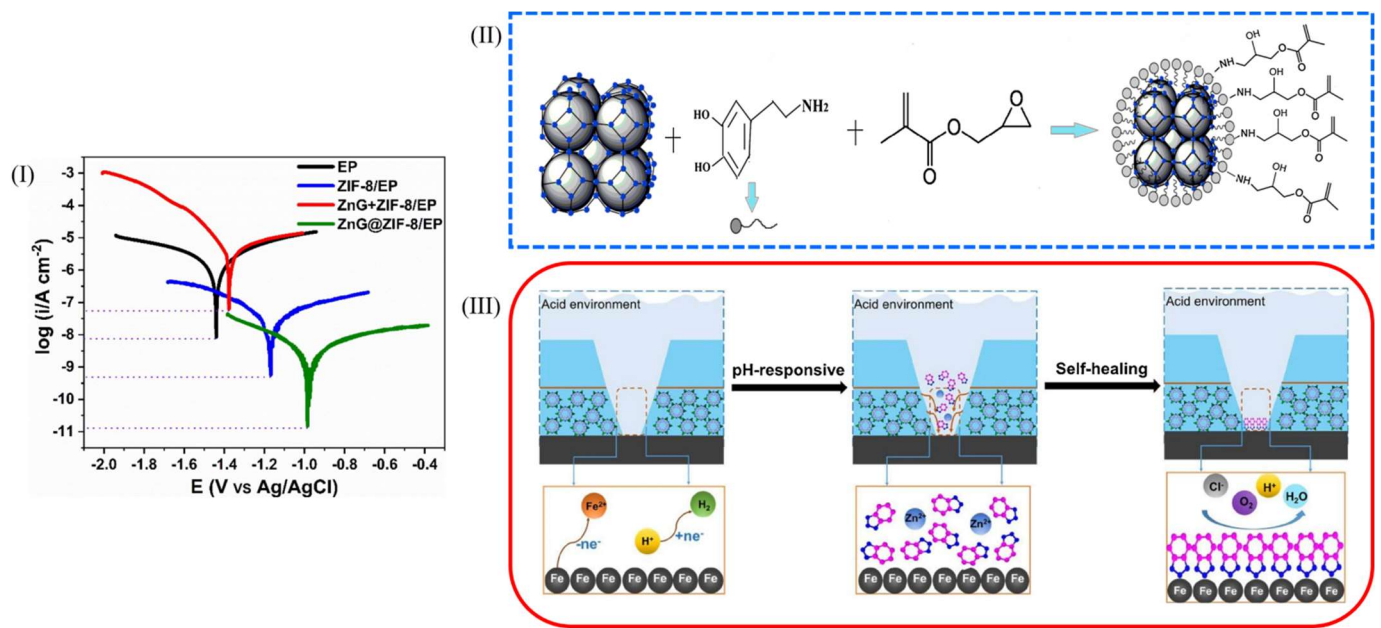 (I)
EP
ZIF-8/EP
ZnG+ZIF-8/EP
ZnG@ZIF-8/EP
log (i/A cm⁻²)
-3
-4
-5
-6
-7
-8
-9
-10
-11
-2.0 -1.8 -1.6 -1.4 -1.2 -1.0 -0.8 -0.6 -0.4
E (V vs Ag/AgCl)
(II)
+
HO
HO
NH2
+
O
O
O
NH
OH
O
O
NH
OH
O
O
NH
OH
O
O
NH
OH
O
O
(III)
Acid environment
pH-responsive
Acid environment
Self-healing
Acid environment
Fe²⁺
-ne⁻
H⁺
+ne⁻
H₂
Fe Fe Fe Fe Fe Fe Fe
Zn²⁺ Zn²⁺
Fe Fe Fe Fe Fe Fe Fe
Cl⁻ O₂ H⁺ H₂O
Fe Fe Fe Fe Fe Fe Fe